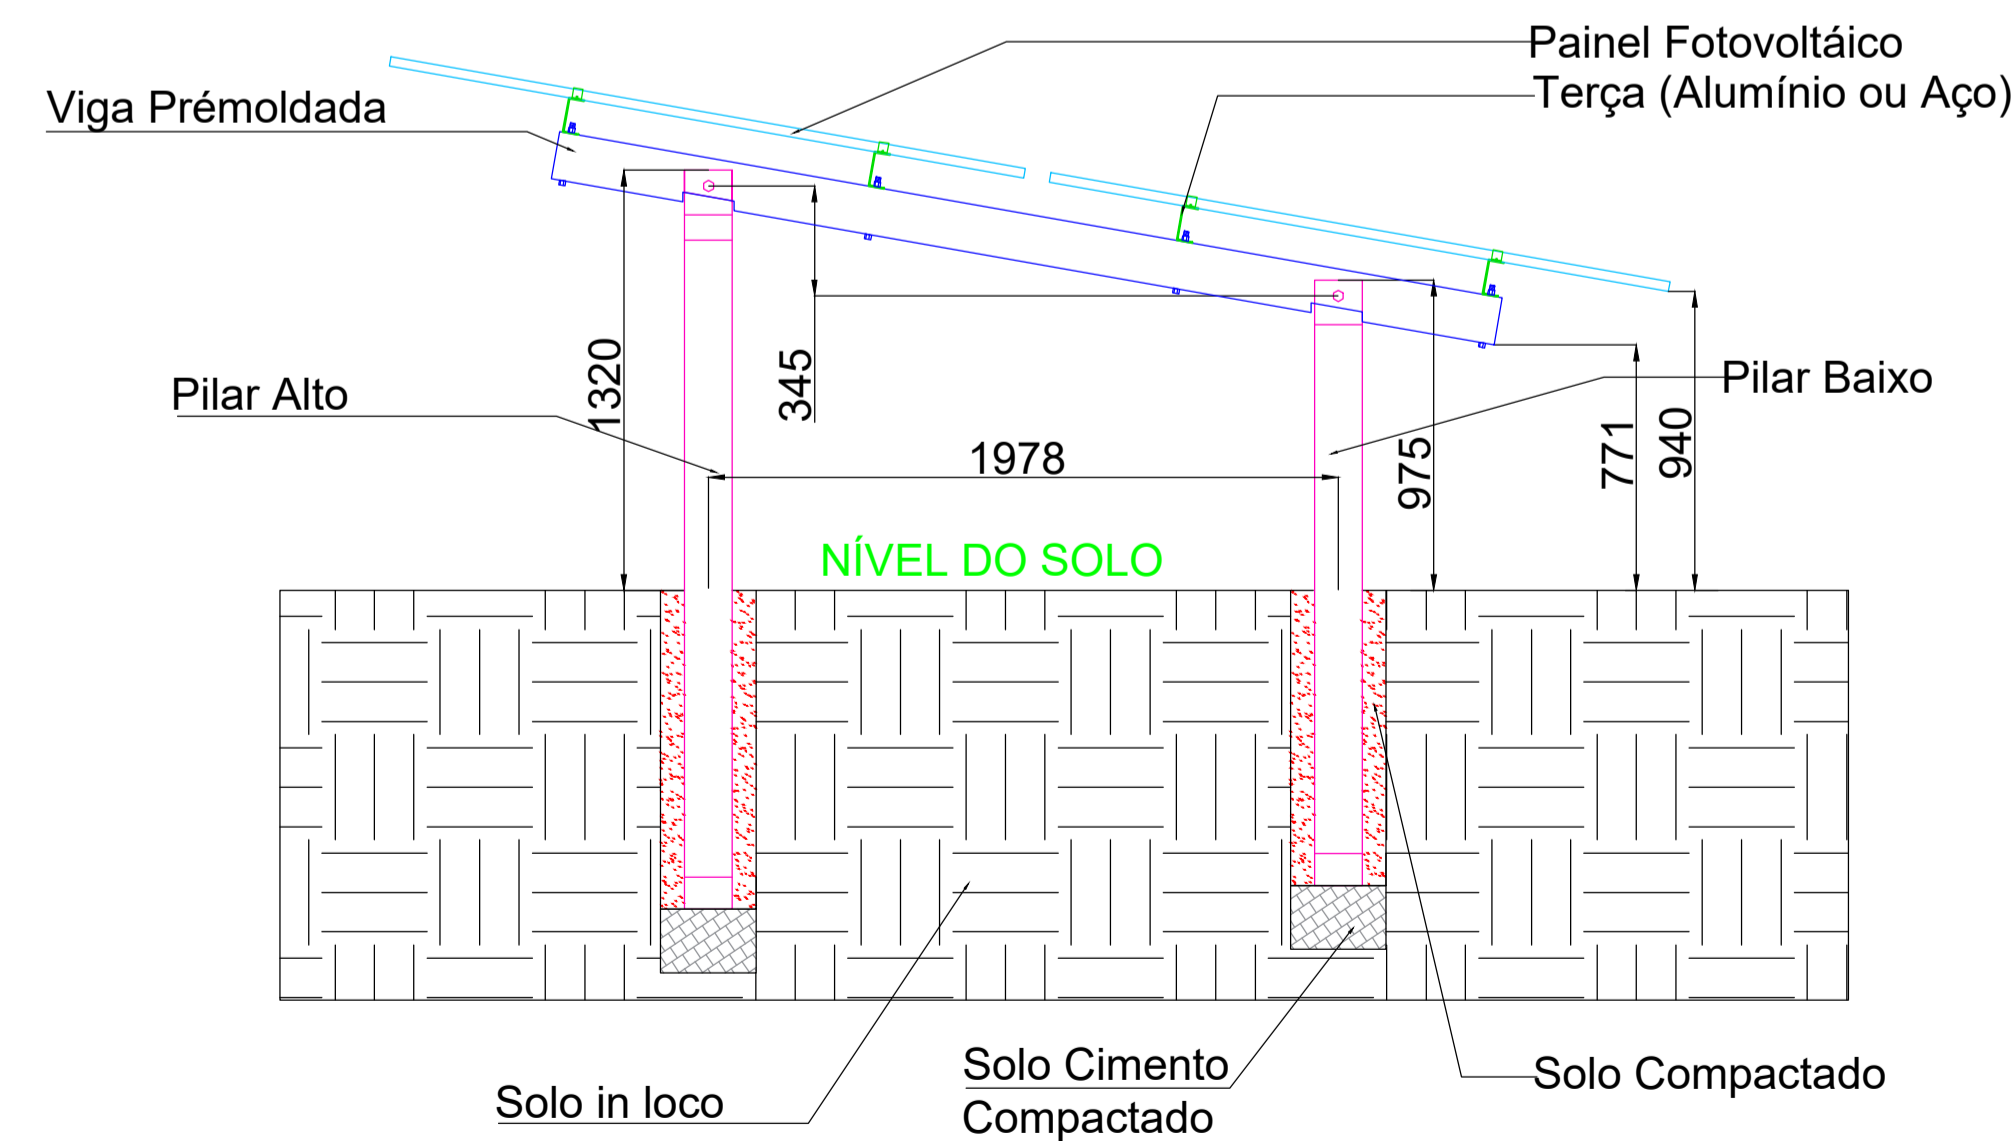 Painel Fotovoltáico
Terça (Alumínio ou Aço)
Viga Prémoldada
1320
345
Pilar Alto
Pilar Baixo
1978
975
771
940
NÍVEL DO SOLO
Solo in loco
Solo Cimento
Compactado
Solo Compactado